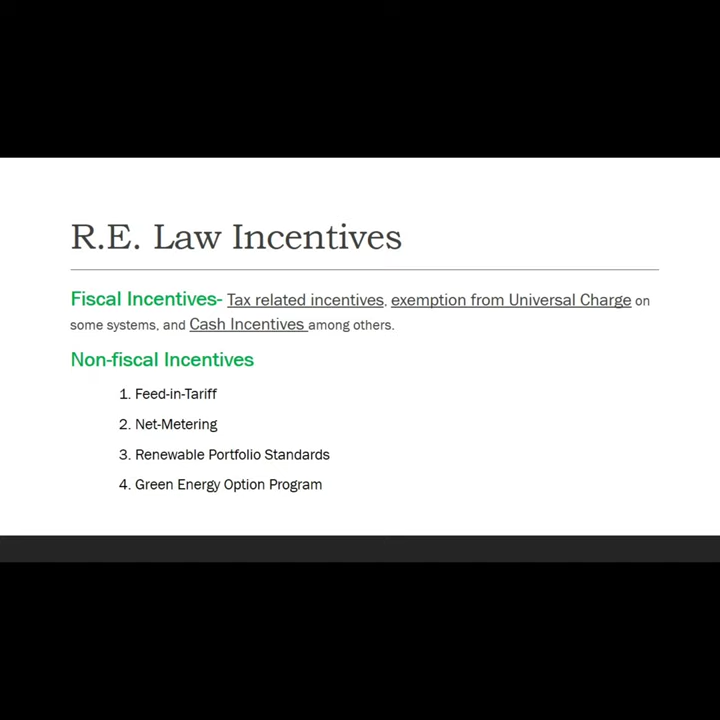 R.E. Law Incentives
Fiscal Incentives- Tax related incentives, exemption from Universal Charge on
some systems, and Cash Incentives among others.
Non-fiscal Incentives
1. Feed-in-Tariff
2. Net-Metering
3. Renewable Portfolio Standards
4. Green Energy Option Program